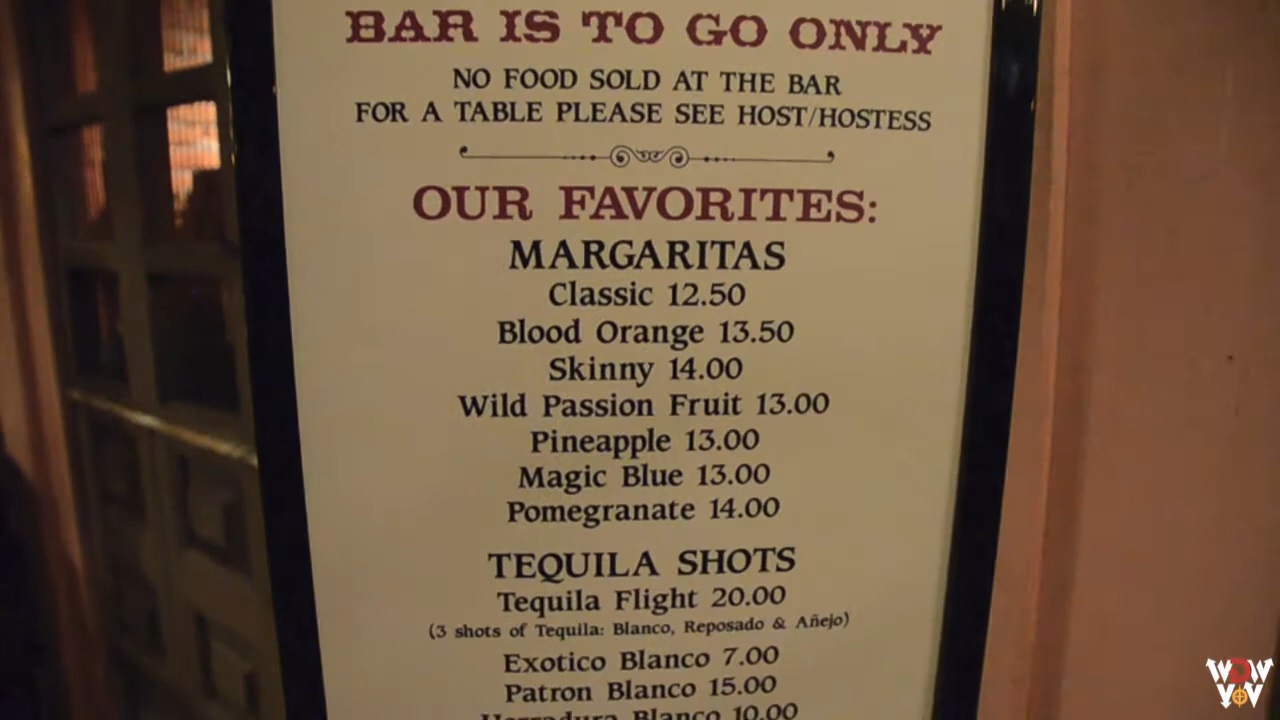 BAR IS TO GO ONLY
NO FOOD SOLD AT THE BAR
FOR A TABLE PLEASE SEE HOST/HOSTESS
OUR FAVORITES:
MARGARITAS
Classic 12.50
Blood Orange 13.50
Skinny 14.00
Wild Passion Fruit 13.00
Pineapple 13.00
Magic Blue 13.00
Pomegranate 14.00
TEQUILA SHOTS
Tequila Flight 20.00
(3 shots of Tequila: Blanco, Reposado & Añejo)
Exotico Blanco 7.00
Patron Blanco 15.00
Herradura Blanco 10.00
WDW
YOV